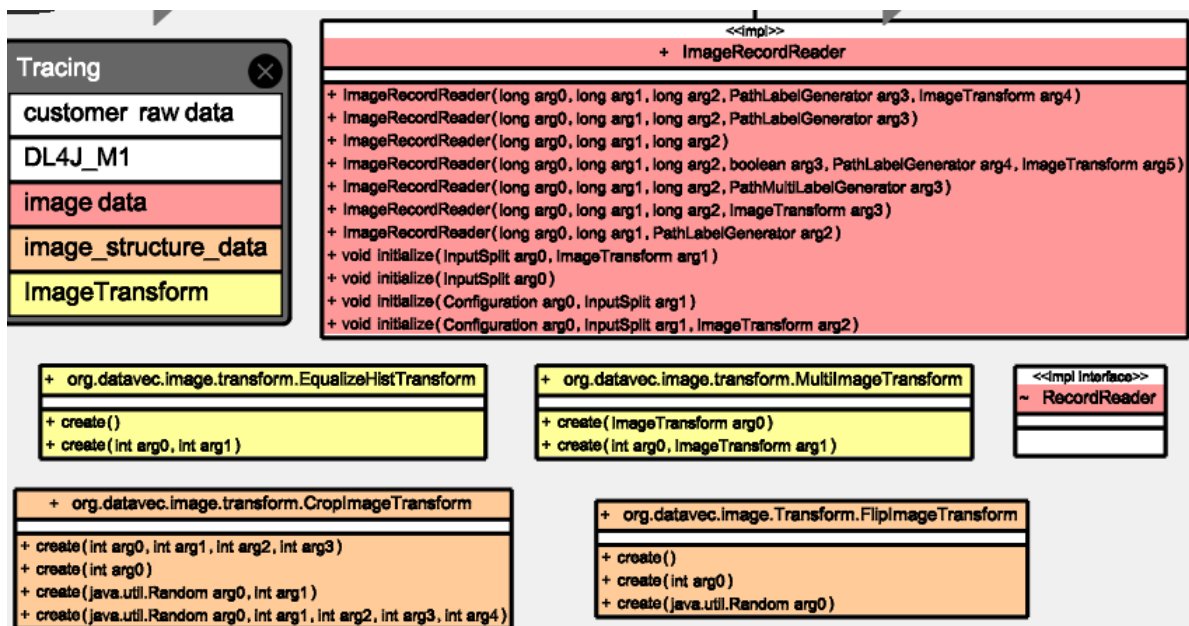 Tracing
customer raw data
DL4J_M1
image data
image_structure_data
ImageTransform
<<impl>>
+ ImageRecordReader
+ ImageRecordReader(long arg0, long arg1, long arg2, PathLabelGenerator arg3, ImageTransform arg4)
+ ImageRecordReader(long arg0, long arg1, long arg2, PathLabelGenerator arg3)
+ ImageRecordReader(long arg0, long arg1, long arg2)
+ ImageRecordReader(long arg0, long arg1, long arg2, boolean arg3, PathLabelGenerator arg4, ImageTransform arg5)
+ ImageRecordReader(long arg0, long arg1, long arg2, PathMultiLabelGenerator arg3)
+ ImageRecordReader(long arg0, long arg1, long arg2, ImageTransform arg3)
+ ImageRecordReader(long arg0, long arg1, PathLabelGenerator arg2)
+ void initialize(InputSplit arg0, ImageTransform arg1)
+ void initialize(InputSplit arg0)
+ void initialize(Configuration arg0, InputSplit arg1)
+ void initialize(Configuration arg0, InputSplit arg1, ImageTransform arg2)
+ org.datavec.image.transform.EqualizeHistTransform
+ create()
+ create(int arg0, int arg1)
+ org.datavec.image.transform.MultiImageTransform
+ create(ImageTransform arg0)
+ create(int arg0, ImageTransform arg1)
<<impl interface>>
~ RecordReader
+ org.datavec.image.transform.CropImageTransform
+ create(int arg0, int arg1, int arg2, int arg3)
+ create(int arg0)
+ create(java.util.Random arg0, int arg1)
+ create(java.util.Random arg0, int arg1, int arg2, int arg3, int arg4)
+ org.datavec.image.Transform.FlipImageTransform
+ create()
+ create(int arg0)
+ create(java.util.Random arg0)